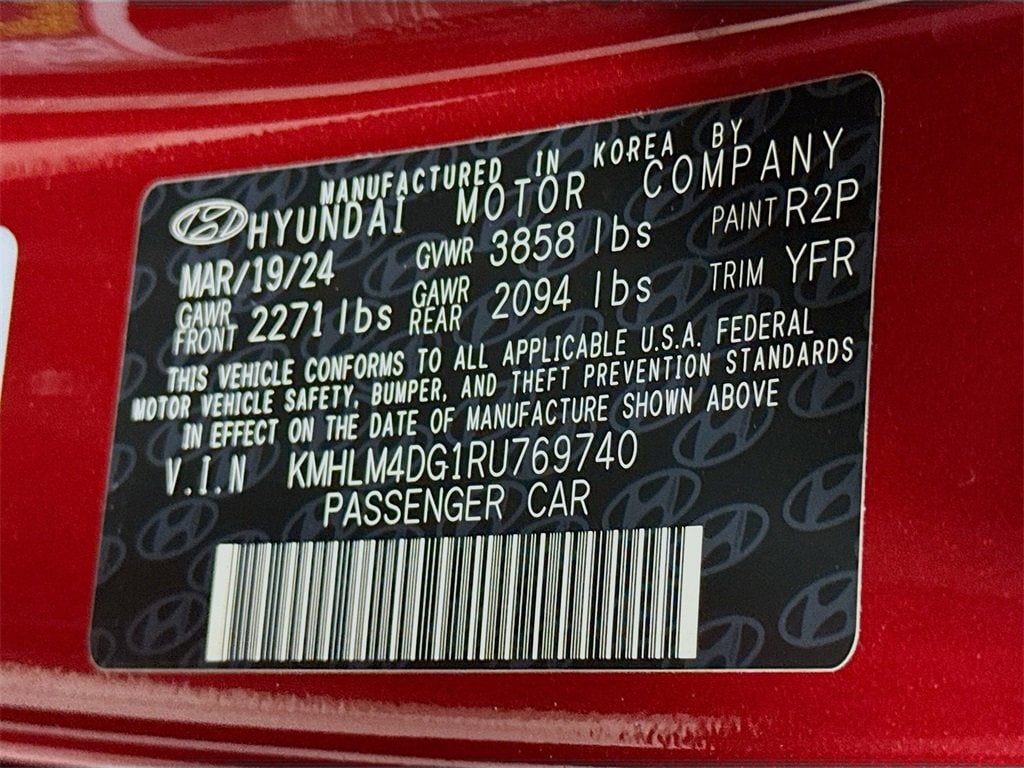 MANUFACTURED IN KOREA BY
HYUNDAI MOTOR COMPANY
MAR/19/24 GVWR 3858 lbs PAINT R2P
GAWR FRONT 2271 lbs GAWR REAR 2094 lbs TRIM YFR
THIS VEHICLE CONFORMS TO ALL APPLICABLE U.S.A. FEDERAL
MOTOR VEHICLE SAFETY, BUMPER, AND THEFT PREVENTION STANDARDS
IN EFFECT ON THE DATE OF MANUFACTURE SHOWN ABOVE
V.I.N KMHLM4DG1RU769740
PASSENGER CAR